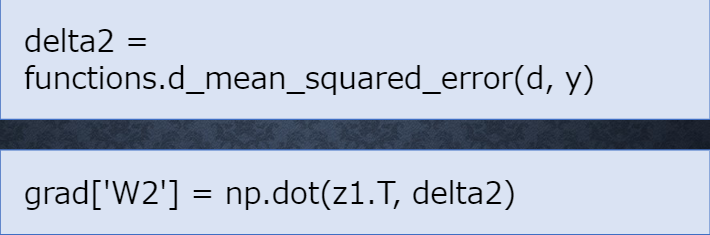 delta2 =
functions.d_mean_squared_error(d, y)
grad['W2'] = np.dot(z1.T, delta2)